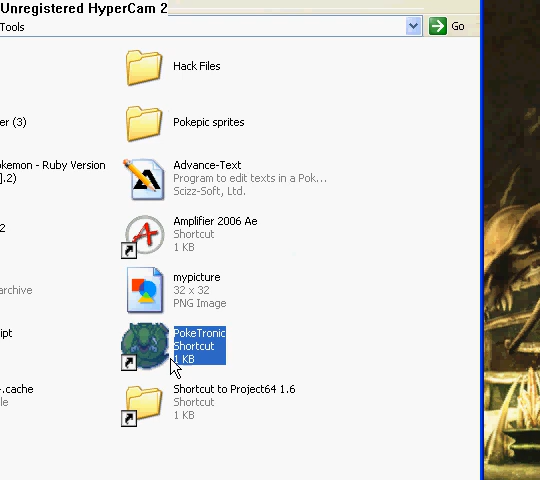 Unregistered HyperCam 2
Tools
Go
Hack Files
er (3)
Pokepic sprites
okemon - Ruby Version
].2)
Advance-Text
Program to edit texts in a Pok...
Scizz-Soft, Ltd.
2
Amplifier 2006 Ae
Shortcut
1 KB
archive
mypicture
32 x 32
PNG Image
ipt
PokeTronic
Shortcut
1 KB
-.cache
le
Shortcut to Project64 1.6
Shortcut
1 KB